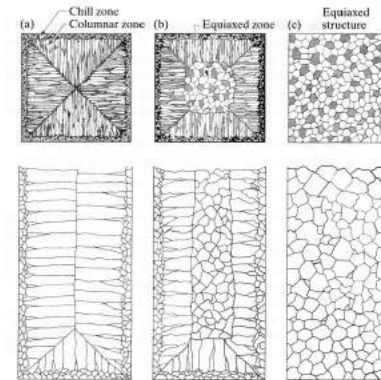 Chill zone
(a) Columnar zone
(b) Equiaxed zone
(c) Equiaxed
structure